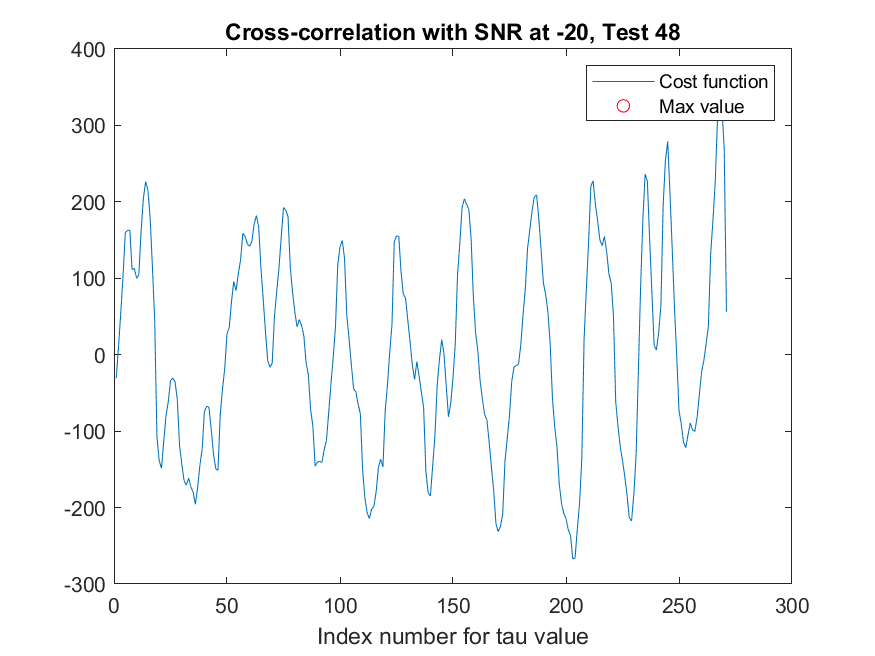 Cross-correlation with SNR at -20, Test 48
400
300
200
100
0
-100
-200
-300
Cost function
Max value
0 50 100 150 200 250 300
Index number for tau value